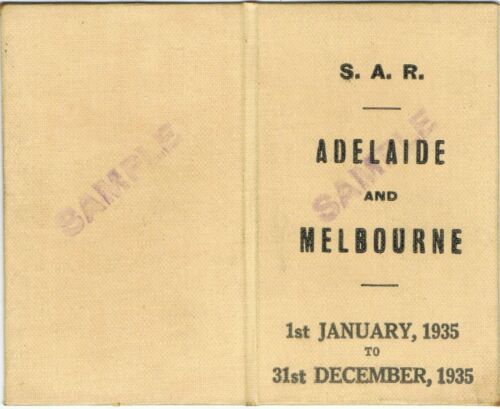 SAMPLE
S. A. R.
ADELAIDE
SAMPLE
AND
MELBOURNE
1st JANUARY, 1935
TO
31st DECEMBER, 1935